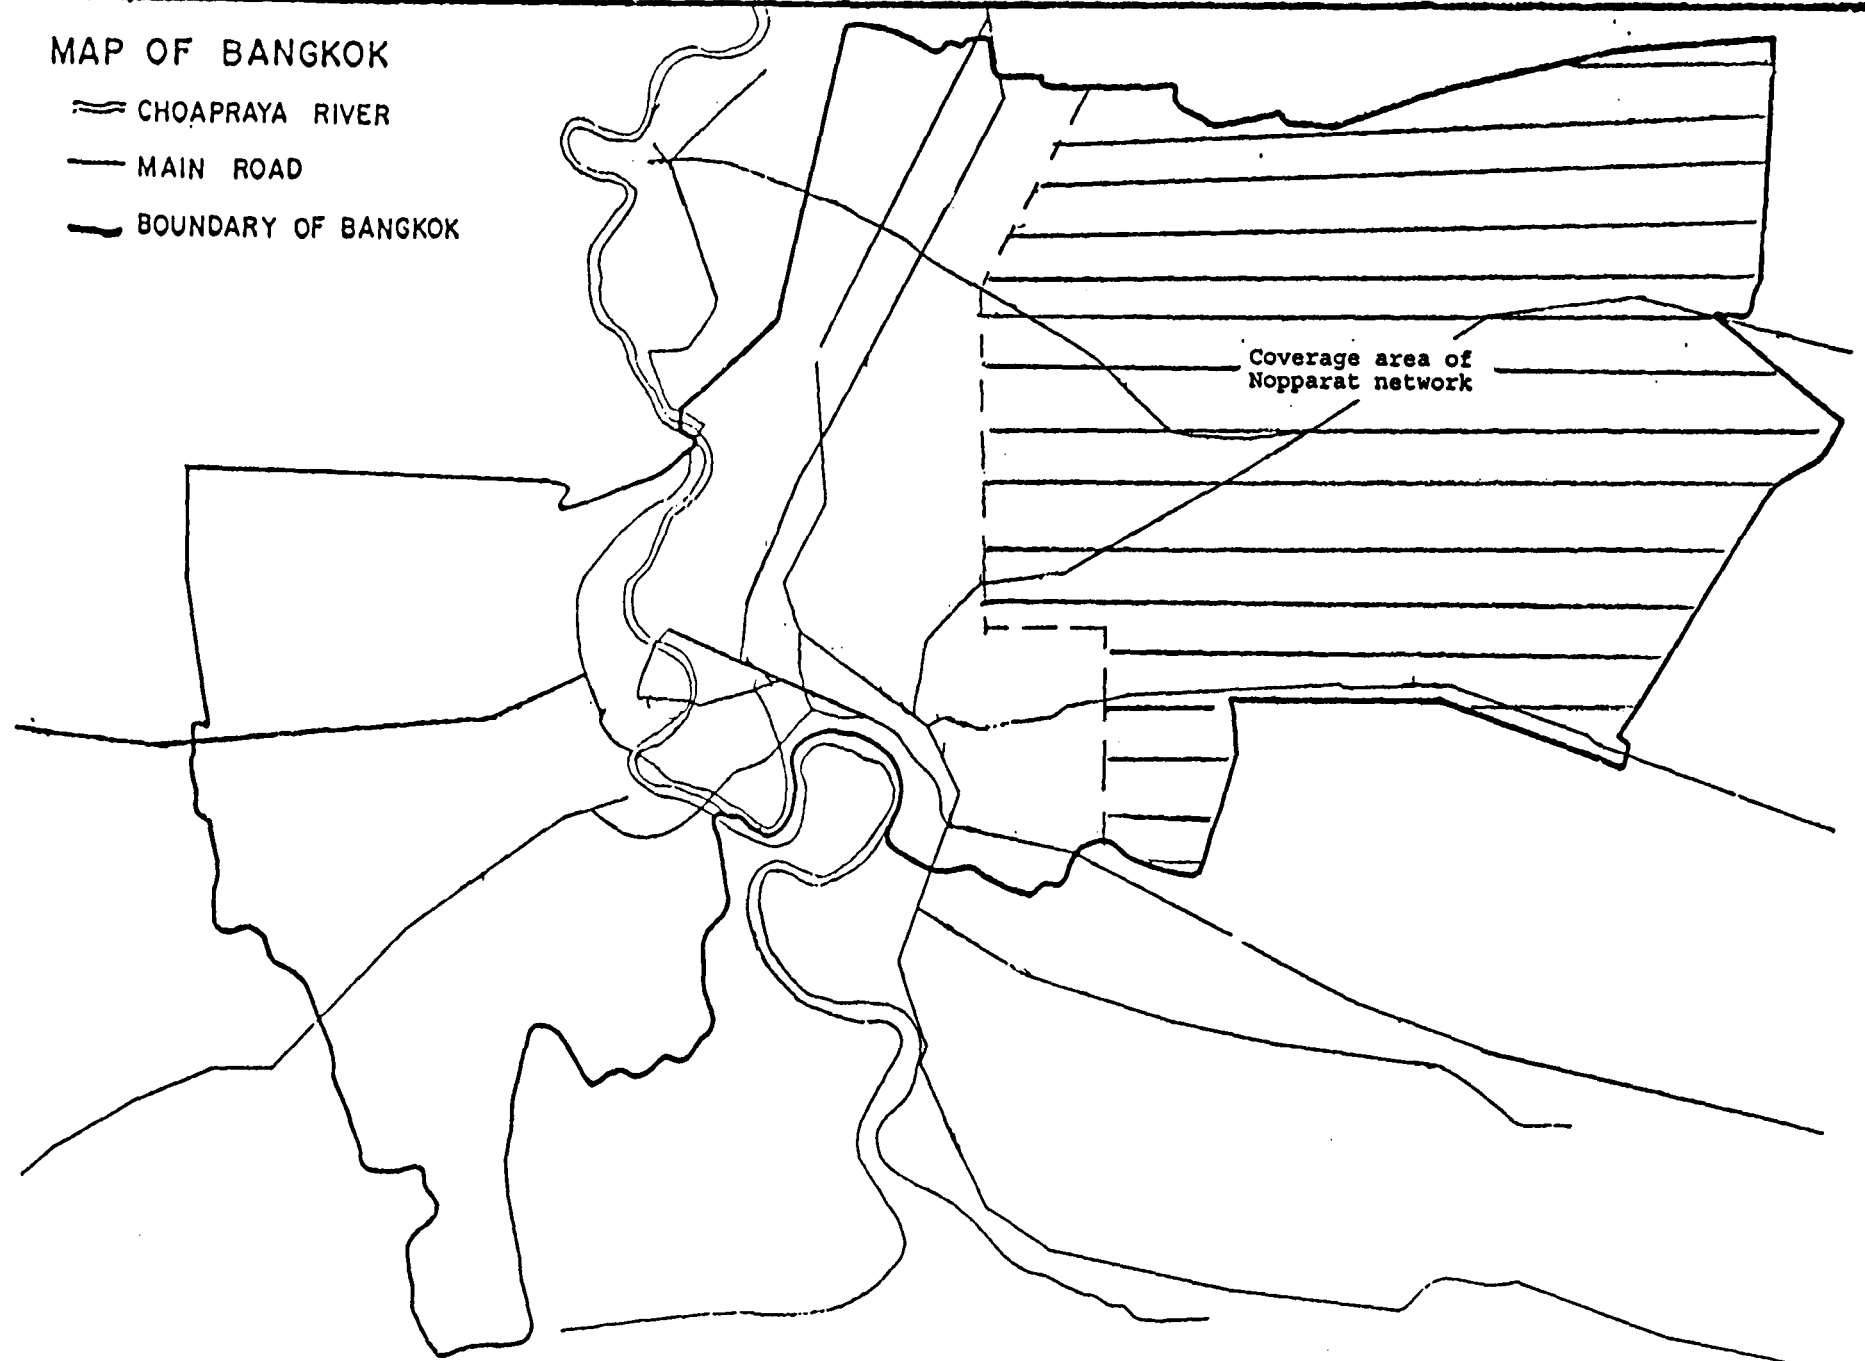 MAP OF BANGKOK
CHOAPRAYA RIVER
MAIN ROAD
BOUNDARY OF BANGKOK
Coverage area of
Nopparat network